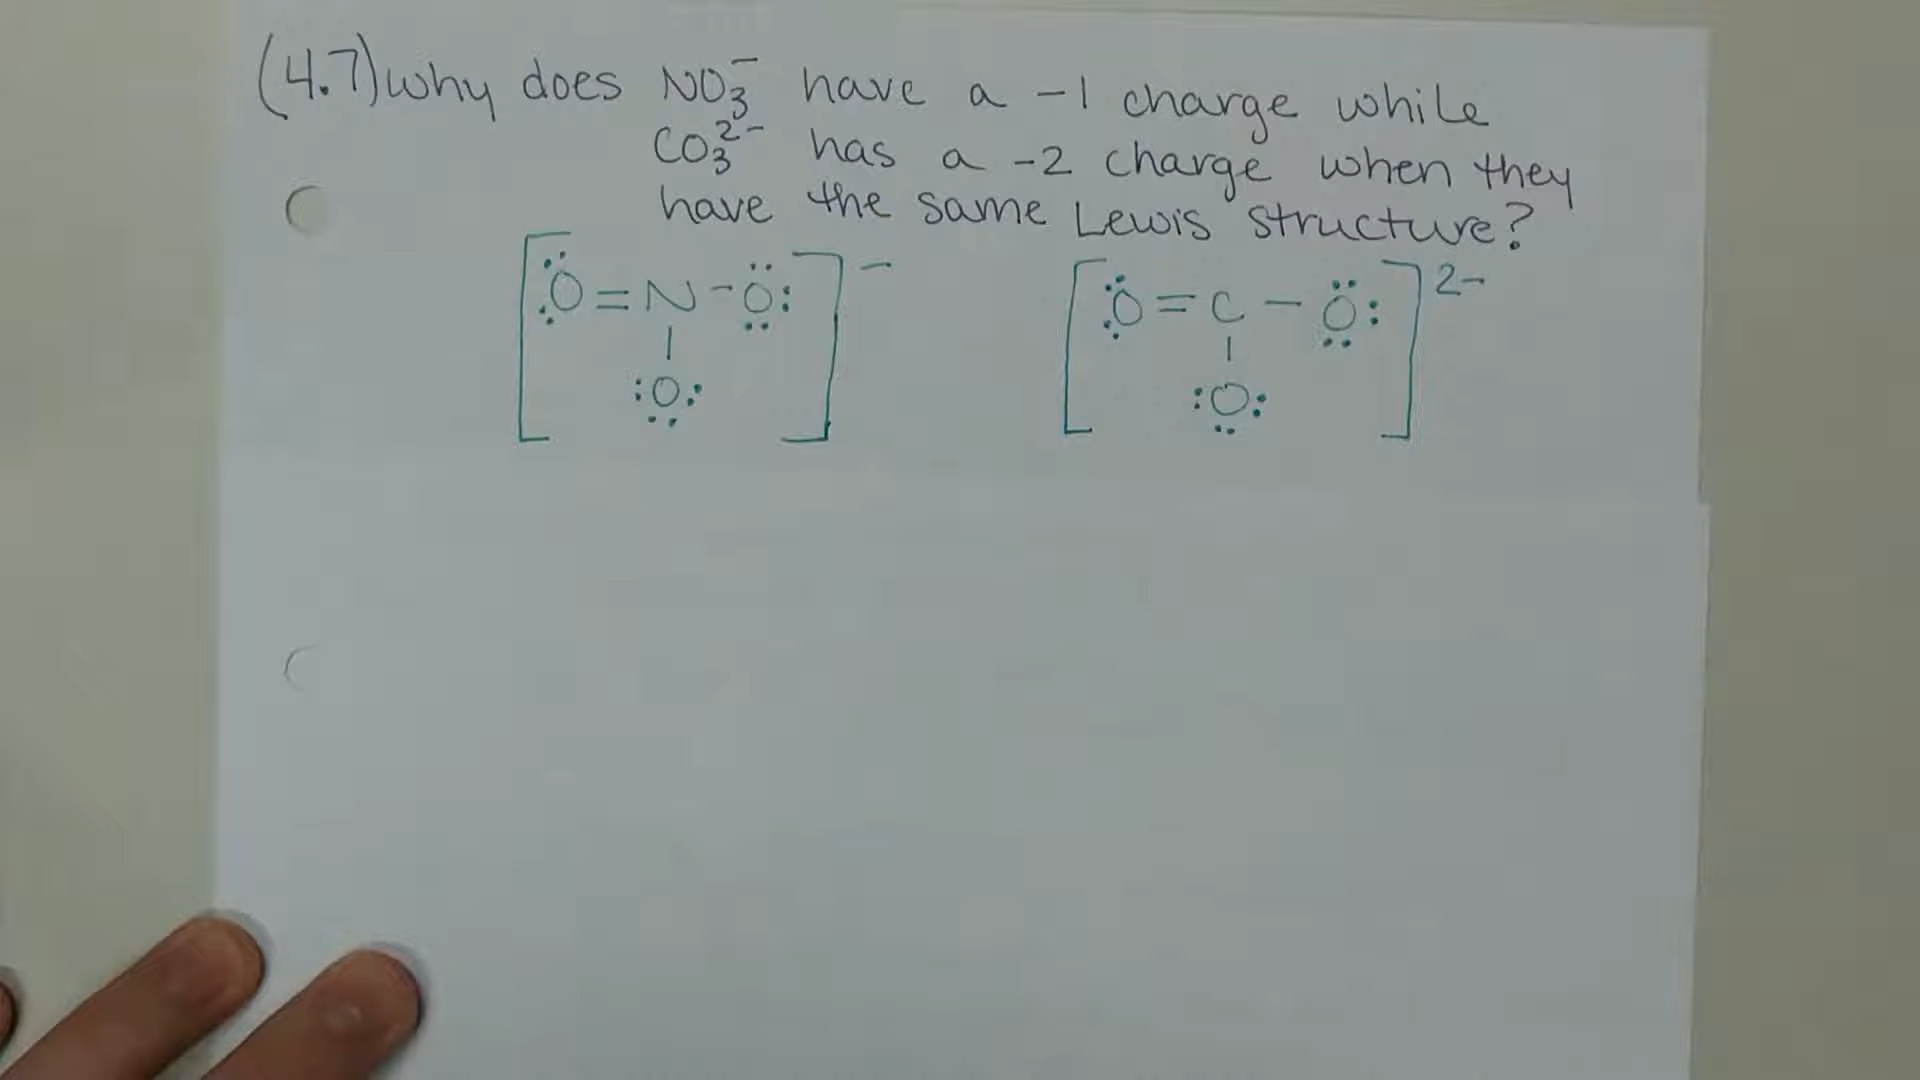 (4.7) why does NO₃⁻ have a -1 charge while
CO₃²⁻ has a -2 charge when they
have the same Lewis structure?
[O=N-O]⁻ [O=C-O]²⁻
| |
O O